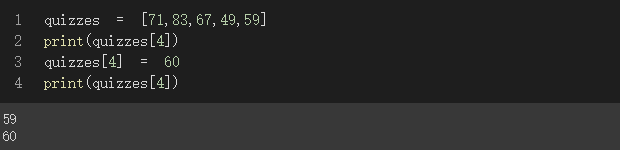 1 quizzes = [71,83,67,49,59]
2 print(quizzes[4])
3 quizzes[4] = 60
4 print(quizzes[4])
59
60